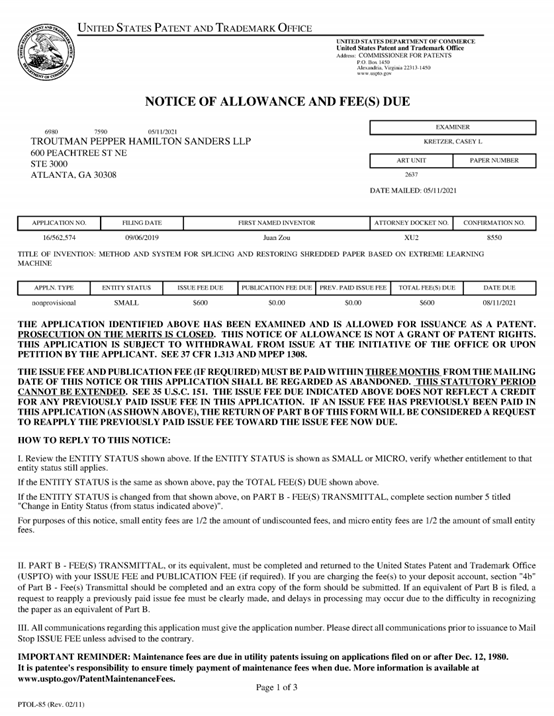 UNITED STATES PATENT AND TRADEMARK OFFICE
UNITED STATES DEPARTMENT OF COMMERCE
United States Patent and Trademark Office
Address: COMMISSIONER FOR PATENTS
P.O. Box 1450
Alexandria, Virginia 22313-1450
www.uspto.gov
NOTICE OF ALLOWANCE AND FEE(S) DUE
6980 7590 05/11/2021
TROUTMAN PEPPER HAMILTON SANDERS LLP
600 PEACHTREE ST NE
STE 3000
ATLANTA, GA 30308
EXAMINER
KRETZER, CASEY L
ART UNIT PAPER NUMBER
2637
DATE MAILED: 05/11/2021
APPLICATION NO. FILING DATE FIRST NAMED INVENTOR ATTORNEY DOCKET NO. CONFIRMATION NO.
16/562,574 09/06/2019 Juan Zou XU2 8550
TITLE OF INVENTION: METHOD AND SYSTEM FOR SPLICING AND RESTORING SHREDDED PAPER BASED ON EXTREME LEARNING
MACHINE
APPLN. TYPE ENTITY STATUS ISSUE FEE DUE PUBLICATION FEE DUE PREV. PAID ISSUE FEE TOTAL FEE(S) DUE DATE DUE
nonprovisional SMALL $600 $0.00 $0.00 $600 08/11/2021
THE APPLICATION IDENTIFIED ABOVE HAS BEEN EXAMINED AND IS ALLOWED FOR ISSUANCE AS A PATENT.
PROSECUTION ON THE MERITS IS CLOSED. THIS NOTICE OF ALLOWANCE IS NOT A GRANT OF PATENT RIGHTS.
THIS APPLICATION IS SUBJECT TO WITHDRAWAL FROM ISSUE AT THE INITIATIVE OF THE OFFICE OR UPON
PETITION BY THE APPLICANT. SEE 37 CFR 1.313 AND MPEP 1308.
THE ISSUE FEE AND PUBLICATION FEE (IF REQUIRED) MUST BE PAID WITHIN THREE MONTHS FROM THE MAILING
DATE OF THIS NOTICE OR THIS APPLICATION SHALL BE REGARDED AS ABANDONED. THIS STATUTORY PERIOD
CANNOT BE EXTENDED. SEE 35 U.S.C. 151. THE ISSUE FEE DUE INDICATED ABOVE DOES NOT REFLECT A CREDIT
FOR ANY PREVIOUSLY PAID ISSUE FEE IN THIS APPLICATION. IF AN ISSUE FEE HAS PREVIOUSLY BEEN PAID IN
THIS APPLICATION (AS SHOWN ABOVE), THE RETURN OF PART B OF THIS FORM WILL BE CONSIDERED A REQUEST
TO REAPPLY THE PREVIOUSLY PAID ISSUE FEE TOWARD THE ISSUE FEE NOW DUE.
HOW TO REPLY TO THIS NOTICE:
I. Review the ENTITY STATUS shown above. If the ENTITY STATUS is shown as SMALL or MICRO, verify whether entitlement to that
entity status still applies.
If the ENTITY STATUS is the same as shown above, pay the TOTAL FEE(S) DUE shown above.
If the ENTITY STATUS is changed from that shown above, on PART B - FEE(S) TRANSMITTAL, complete section number 5 titled
"Change in Entity Status (from status indicated above)".
For purposes of this notice, small entity fees are 1/2 the amount of undiscounted fees, and micro entity fees are 1/2 the amount of small entity
fees.
II. PART B - FEE(S) TRANSMITTAL, or its equivalent, must be completed and returned to the United States Patent and Trademark Office
(USPTO) with your ISSUE FEE and PUBLICATION FEE (if required). If you are charging the fee(s) to your deposit account, section "4b"
of Part B - Fee(s) Transmittal should be completed and an extra copy of the form should be submitted. If an equivalent of Part B is filed, a
request to reapply a previously paid issue fee must be clearly made, and delays in processing may occur due to the difficulty in recognizing
the paper as an equivalent of Part B.
III. All communications regarding this application must give the application number. Please direct all communications prior to issuance to Mail
Stop ISSUE FEE unless advised to the contrary.
IMPORTANT REMINDER: Maintenance fees are due in utility patents issuing on applications filed on or after Dec. 12, 1980.
It is patentee's responsibility to ensure timely payment of maintenance fees when due. More information is available at
www.uspto.gov/PatentMaintenanceFees.
Page 1 of 3
PTOL-85 (Rev. 02/11)